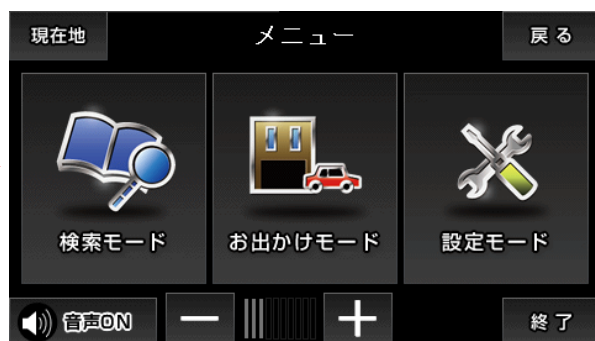 現在地
メニュー
戻る
検索モード
お出かけモード
設定モード
音声ON
終了